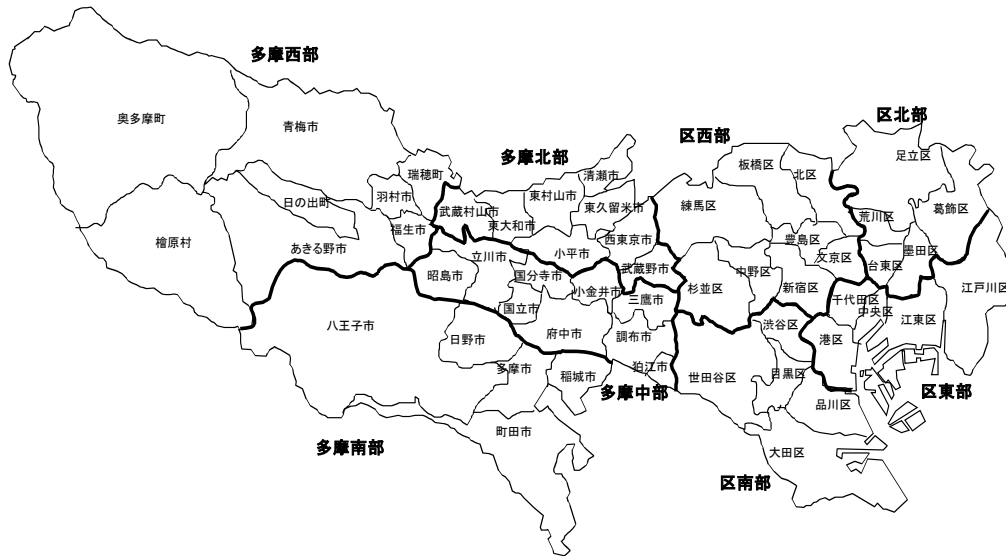 多摩西部
奥多摩町
青梅市
瑞穂町
羽村市
日の出町
福生市
檜原村
あきる野市
多摩北部
清瀬市
東村山市
東久留米市
武蔵村山市
東大和市
小平市
西東京市
武蔵野市
立川市
昭島市
国分寺市
小金井市
国立市
三鷹市
府中市
調布市
狛江市
多摩中部
八王子市
日野市
多摩市
稲城市
町田市
多摩南部
区西部
板橋区
北区
練馬区
豊島区
文京区
中野区
杉並区
新宿区
区北部
足立区
葛飾区
荒川区
台東区
墨田区
江戸川区
千代田区
中央区
江東区
港区
区東部
渋谷区
世田谷区
目黒区
品川区
大田区
区南部